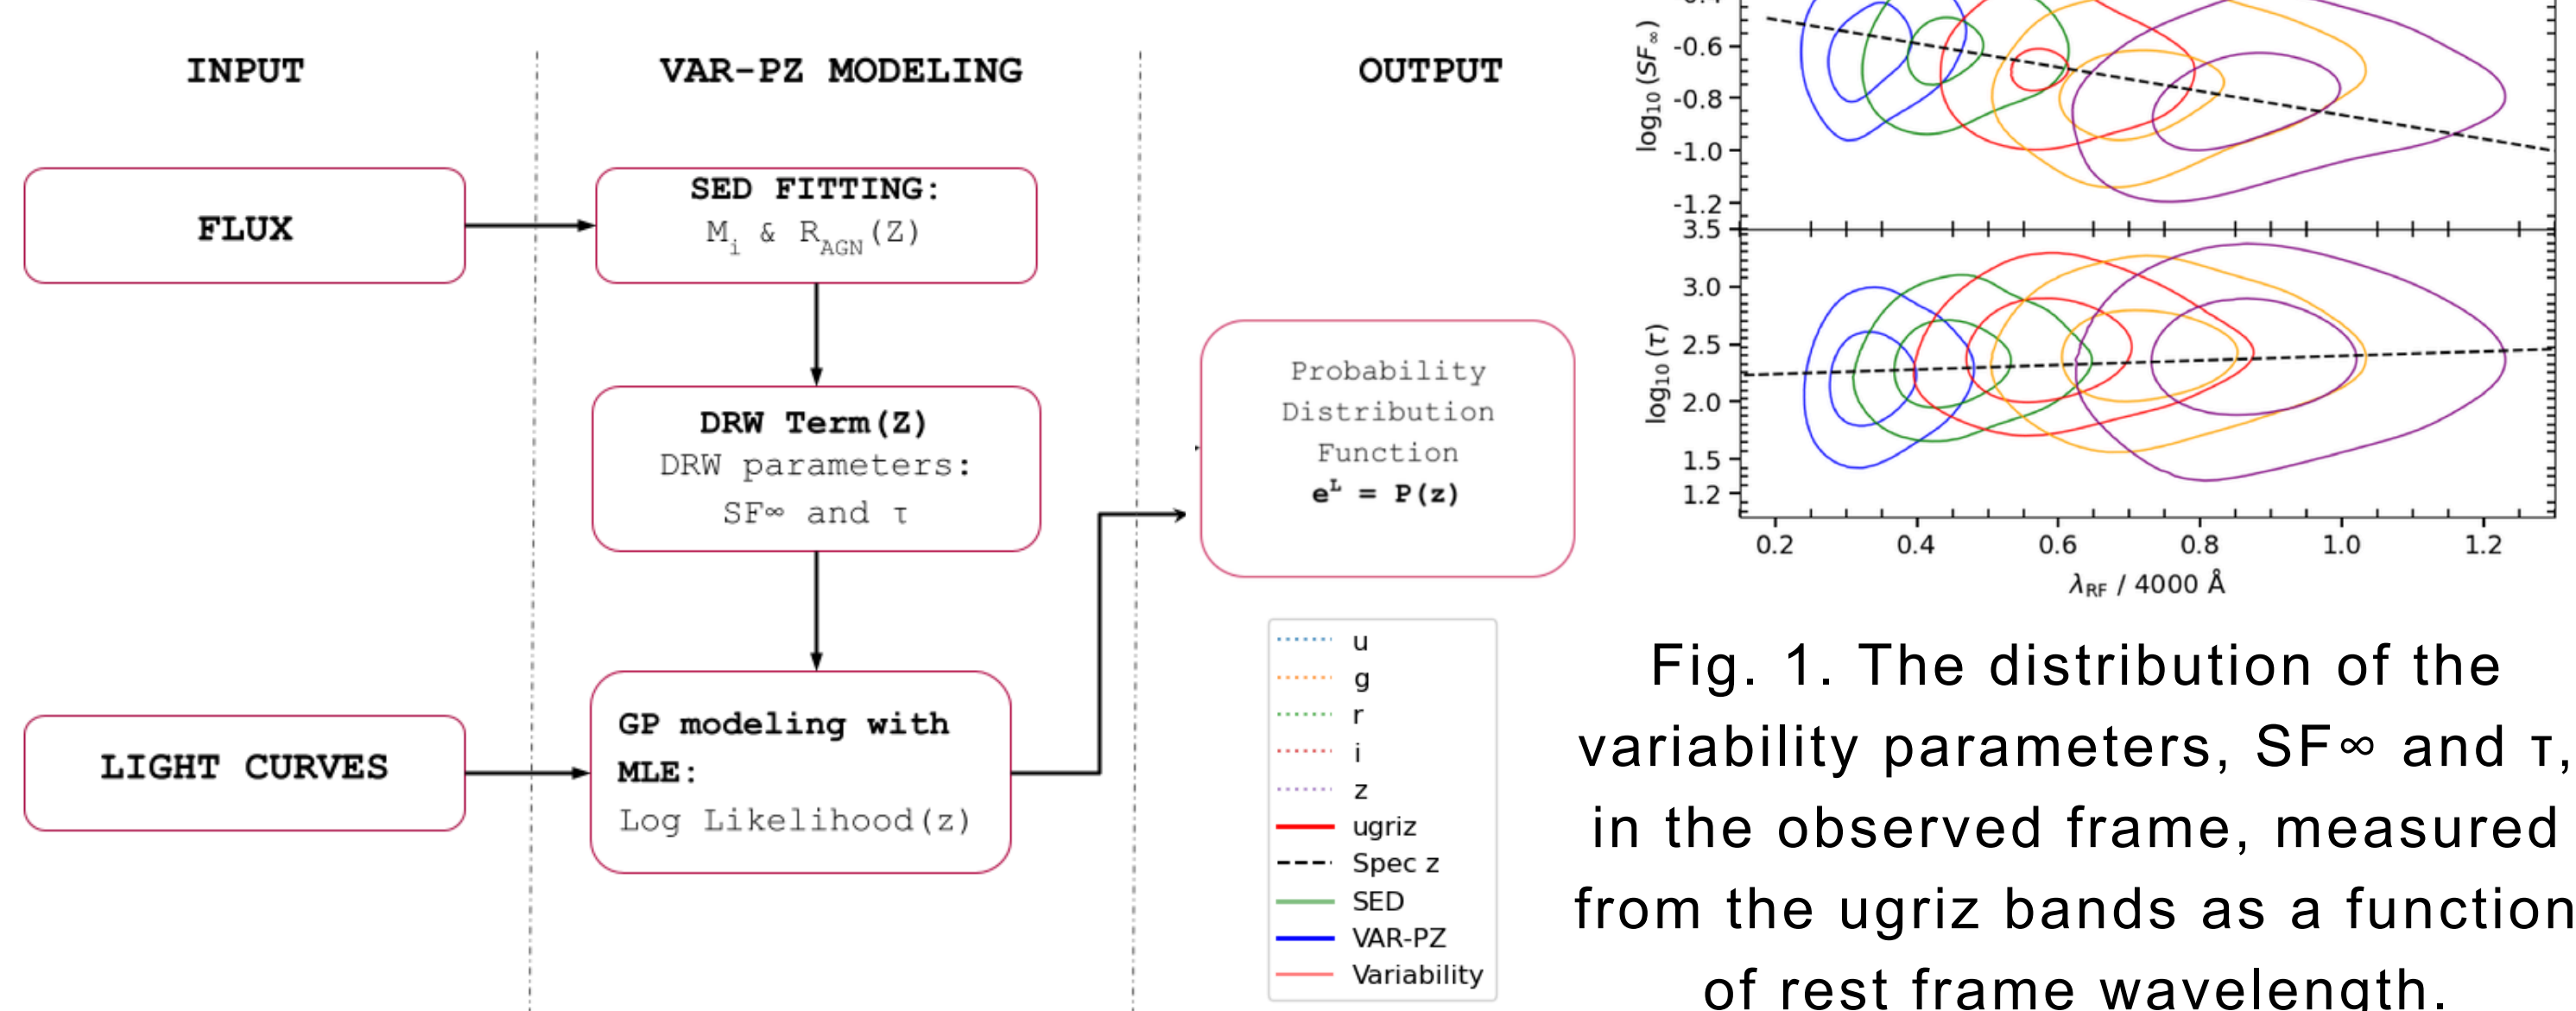 INPUT
VAR-PZ MODELING
OUTPUT
FLUX
SED FITTING:
M_i & R_AGN(Z)
DRW Term(Z)
DRW parameters:
SF∞ and τ
LIGHT CURVES
GP modeling with
MLE:
Log Likelihood(z)
Probability
Distribution
Function
e^L = P(z)
u
g
r
i
z
ugriz
Spec z
SED
VAR-PZ
Variability
log₁₀(SF∞)
-0.6
-0.8
-1.0
-1.2
log₁₀(τ)
3.5
3.0
2.5
2.0
1.5
1.2
0.2 0.4 0.6 0.8 1.0 1.2
λ_RF / 4000 Å
Fig. 1. The distribution of the
variability parameters, SF∞ and τ,
in the observed frame, measured
from the ugriz bands as a function
of rest frame wavelength.